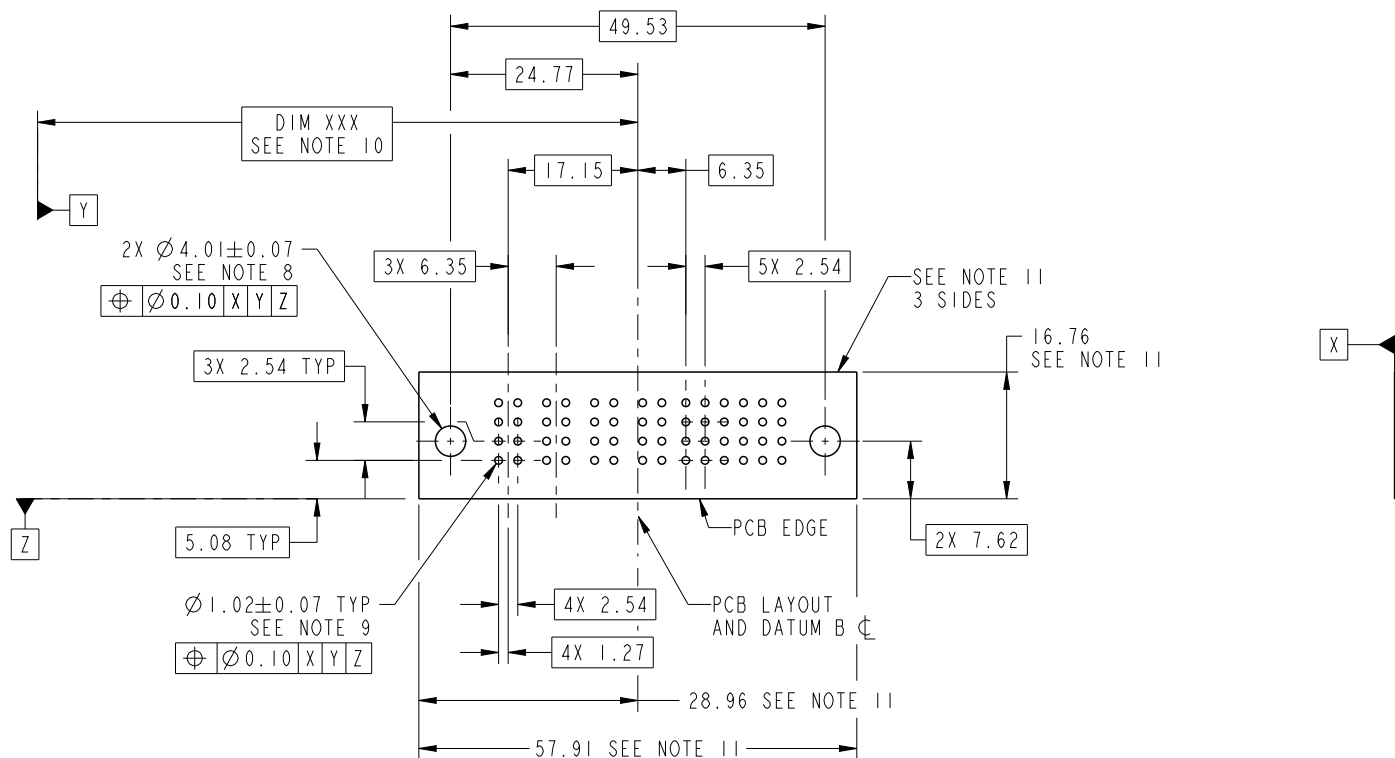 49.53
24.77
DIM XXX
SEE NOTE 10
17.15
6.35
Y
2X Ø4.01±0.07
SEE NOTE 8
⌖ Ø0.10 X Y Z
3X 6.35
5X 2.54
SEE NOTE 11
3 SIDES
16.76
SEE NOTE 11
X
3X 2.54 TYP
Z
5.08 TYP
PCB EDGE
2X 7.62
Ø1.02±0.07 TYP
SEE NOTE 9
⌖ Ø0.10 X Y Z
4X 2.54
4X 1.27
PCB LAYOUT
AND DATUM B ℄
28.96 SEE NOTE 11
57.91 SEE NOTE 11